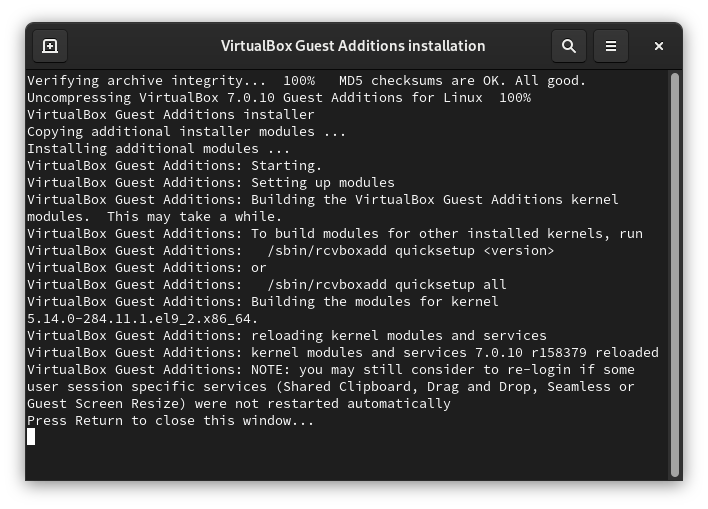 VirtualBox Guest Additions installation
Verifying archive integrity...  100%   MD5 checksums are OK. All good.
Uncompressing VirtualBox 7.0.10 Guest Additions for Linux  100%
VirtualBox Guest Additions installer
Copying additional installer modules ...
Installing additional modules ...
VirtualBox Guest Additions: Starting.
VirtualBox Guest Additions: Setting up modules
VirtualBox Guest Additions: Building the VirtualBox Guest Additions kernel
modules.  This may take a while.
VirtualBox Guest Additions: To build modules for other installed kernels, run
VirtualBox Guest Additions:   /sbin/rcvboxadd quicksetup <version>
VirtualBox Guest Additions: or
VirtualBox Guest Additions:   /sbin/rcvboxadd quicksetup all
VirtualBox Guest Additions: Building the modules for kernel
5.14.0-284.11.1.el9_2.x86_64.
VirtualBox Guest Additions: reloading kernel modules and services
VirtualBox Guest Additions: kernel modules and services 7.0.10 r158379 reloaded
VirtualBox Guest Additions: NOTE: you may still consider to re-login if some
user session specific services (Shared Clipboard, Drag and Drop, Seamless or
Guest Screen Resize) were not restarted automatically
Press Return to close this window...